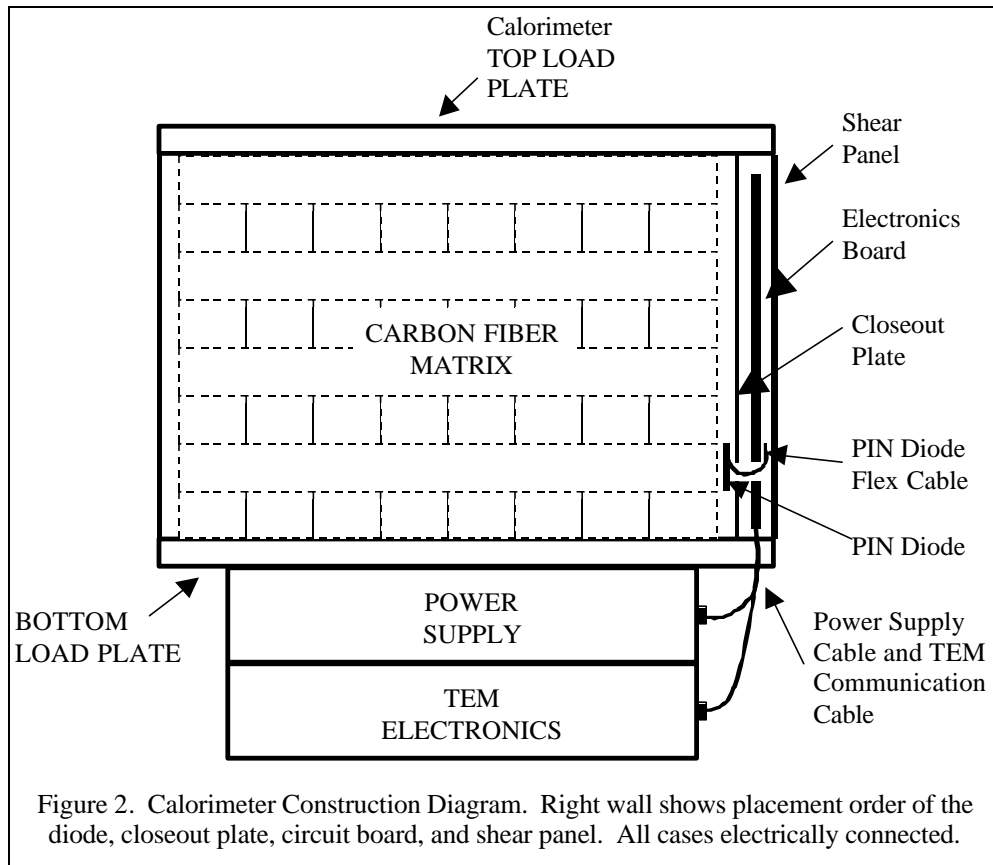 Calorimeter
TOP LOAD
PLATE
Shear
Panel
Electronics
Board
CARBON FIBER
MATRIX
Closeout
Plate
PIN Diode
Flex Cable
PIN Diode
BOTTOM
LOAD PLATE
POWER
SUPPLY
Power Supply
Cable and TEM
Communication
Cable
TEM
ELECTRONICS
Figure 2.  Calorimeter Construction Diagram.  Right wall shows placement order of the
diode, closeout plate, circuit board, and shear panel.  All cases electrically connected.